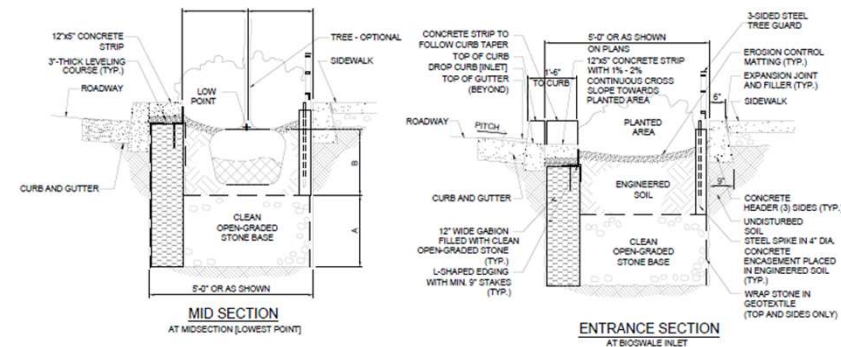 12"x5" CONCRETE
STRIP
3"-THICK LEVELING
COURSE (TYP.)
ROADWAY
LOW
POINT
TREE - OPTIONAL
SIDEWALK
CURB AND GUTTER
B
A
CLEAN
OPEN-GRADED
STONE BASE
5'-0" OR AS SHOWN
MID SECTION
AT MIDSECTION [LOWEST POINT]
CONCRETE STRIP TO
FOLLOW CURB TAPER
TOP OF CURB
DROP CURB [INLET]
TOP OF GUTTER
(BEYOND)
ROADWAY
PITCH
CURB AND GUTTER
12" WIDE GABION
FILLED WITH CLEAN
OPEN-GRADED STONE
(TYP.)
L-SHAPED EDGING
WITH MIN. 9" STAKES
(TYP.)
5'-0" OR AS SHOWN
ON PLANS
12"x5" CONCRETE STRIP
WITH 1% - 2%
CONTINUOUS CROSS
SLOPE TOWARDS
PLANTED AREA
1'-6"
TO CURB
PLANTED
AREA
ENGINEERED
SOIL
CLEAN
OPEN-GRADED
STONE BASE
3-SIDED STEEL
TREE GUARD
EROSION CONTROL
MATTING (TYP.)
EXPANSION JOINT
AND FILLER (TYP.)
6"
SIDEWALK
9"
CONCRETE
HEADER (3) SIDES (TYP.)
UNDISTURBED
SOIL
STEEL SPIKE IN 4" DIA.
CONCRETE
ENCASEMENT PLACED
IN ENGINEERED SOIL
(TYP.)
WRAP STONE IN
GEOTEXTILE
(TOP AND SIDES ONLY)
ENTRANCE SECTION
AT BIOSWALE INLET